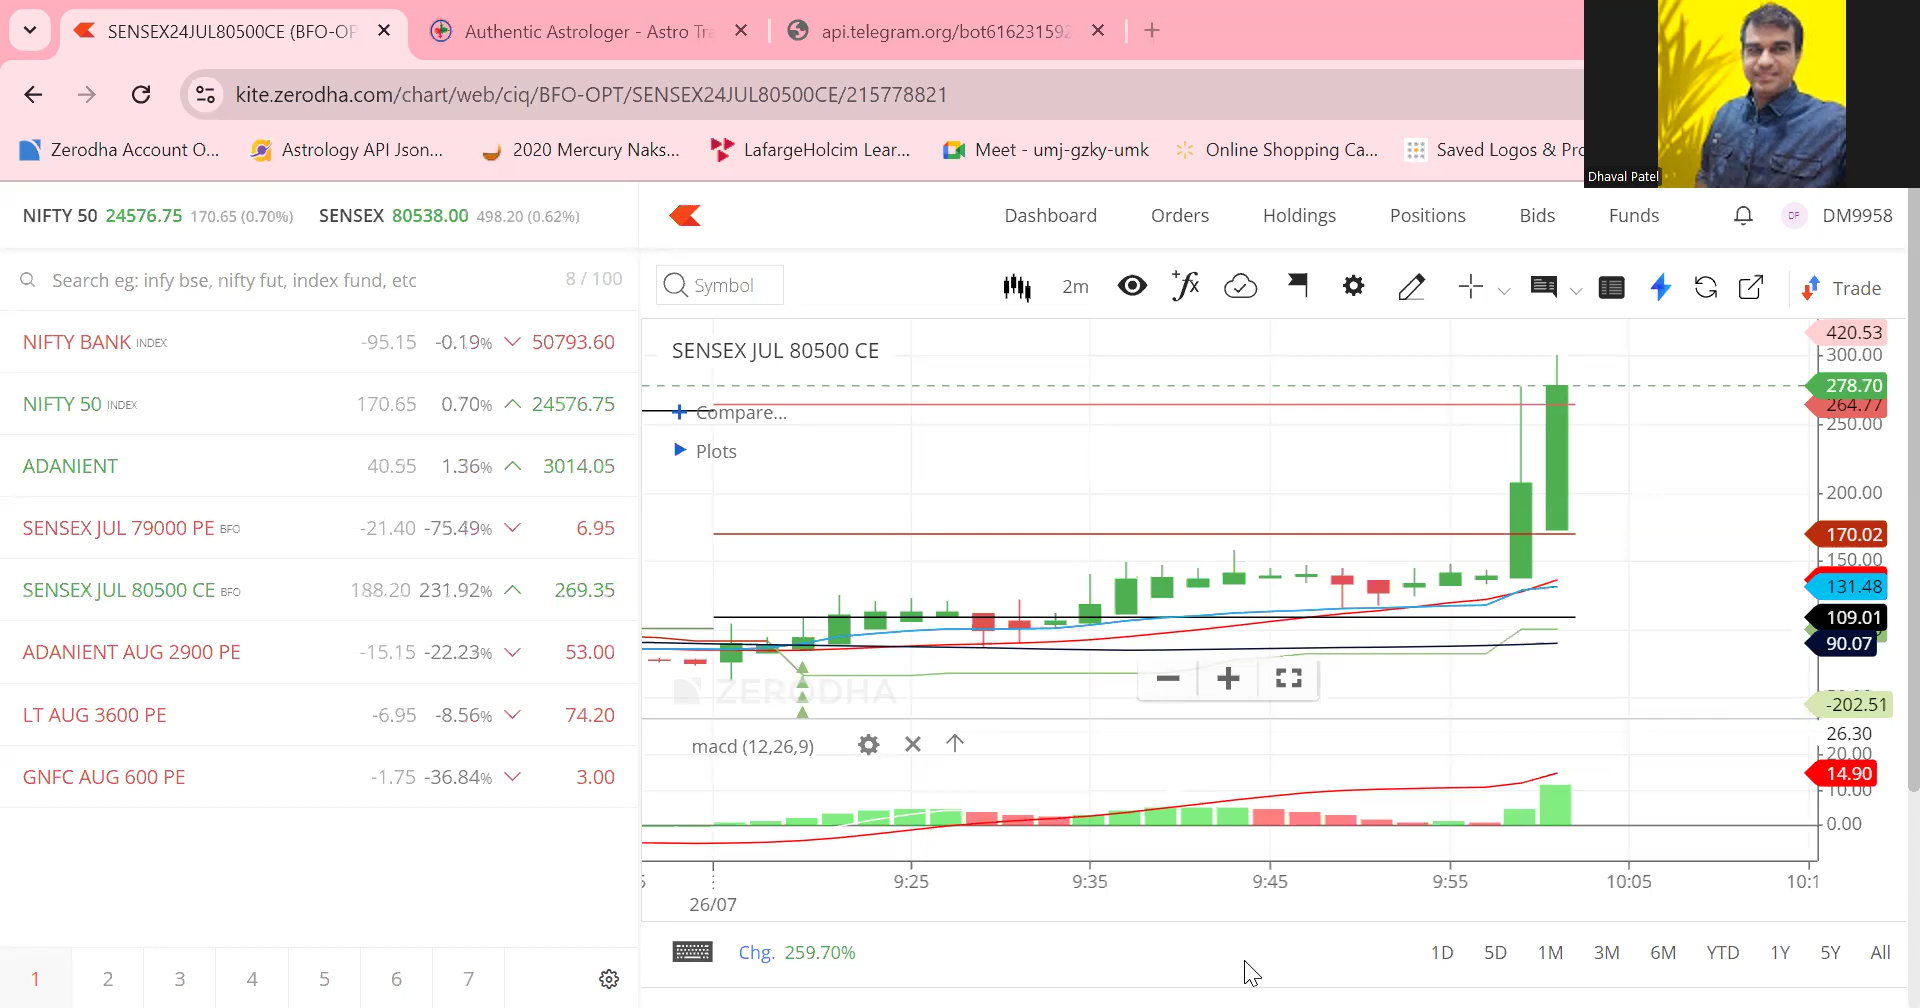 SENSEX24JUL80500CE (BFO-OP
Authentic Astrologer - Astro Tra
api.telegram.org/bot616231592
kite.zerodha.com/chart/web/ciq/BFO-OPT/SENSEX24JUL80500CE/215778821
Zerodha Account O...
Astrology API Json...
2020 Mercury Naks...
LafargeHolcim Lear...
Meet - umj-gzky-umk
Online Shopping Ca...
Saved Logos & Pro
Dhaval Patel
NIFTY 50 24576.75 170.65 (0.70%) SENSEX 80538.00 498.20 (0.62%)
Dashboard Orders Holdings Positions Bids Funds DP DM9958
Search eg: infy bse, nifty fut, index fund, etc 8 / 100
Symbol 2m Trade
NIFTY BANK INDEX -95.15 -0.19% 50793.60
NIFTY 50 INDEX 170.65 0.70% 24576.75
ADANIENT 40.55 1.36% 3014.05
SENSEX JUL 79000 PE BFO -21.40 -75.49% 6.95
SENSEX JUL 80500 CE BFO 188.20 231.92% 269.35
ADANIENT AUG 2900 PE -15.15 -22.23% 53.00
LT AUG 3600 PE -6.95 -8.56% 74.20
GNFC AUG 600 PE -1.75 -36.84% 3.00
1 2 3 4 5 6 7
SENSEX JUL 80500 CE
Compare...
Plots
ZERODHA
420.53
300.00
278.70
264.77
250.00
200.00
170.02
150.00
131.48
109.01
90.07
-202.51
macd (12,26,9)
26.30
20.00
14.90
10.00
0.00
9:25 9:35 9:45 9:55 10:05 10:1
26/07
Chg. 259.70%
1D 5D 1M 3M 6M YTD 1Y 5Y All